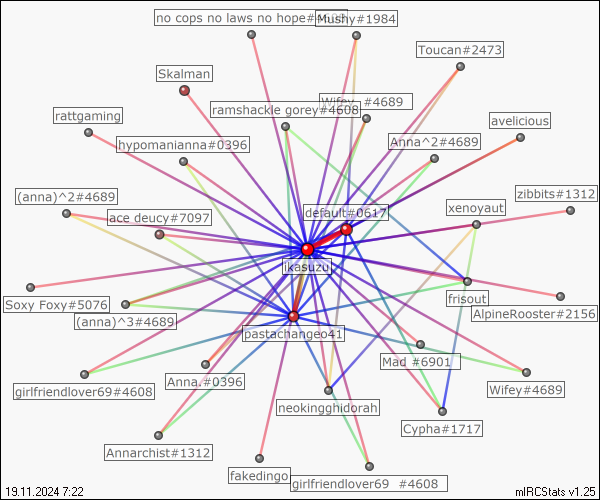 no cops no laws no hope#
Mushy#1984
Toucan#2473
Skalman
Wifey #4689
ramshackle gorey#4608
rattgaming
avelicious
hypomanianna#0396
Anna^2#4689
(anna)^2#4689
zibbits#1312
xenoyaut
default#0617
ace deucy#7097
ikasuzu
frisout
Soxy Foxy#5076
AlpineRooster#2156
(anna)^3#4689
pastachangeo41
Mad #6901
Anna.#0396
Wifey#4689
girlfriendlover69#4608
neokingghidorah
Cypha#1717
Annarchist#1312
fakedingo
girlfriendlover69 #4608
19.11.2024 7:22
mIRCStats v1.25